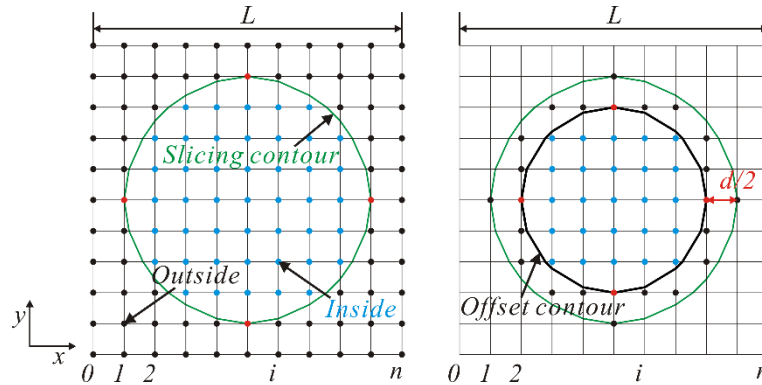 L
L
Slicing contour
d/2
Outside
Inside
Offset contour
y
x
0 1 2 i n
0 1 2 i n